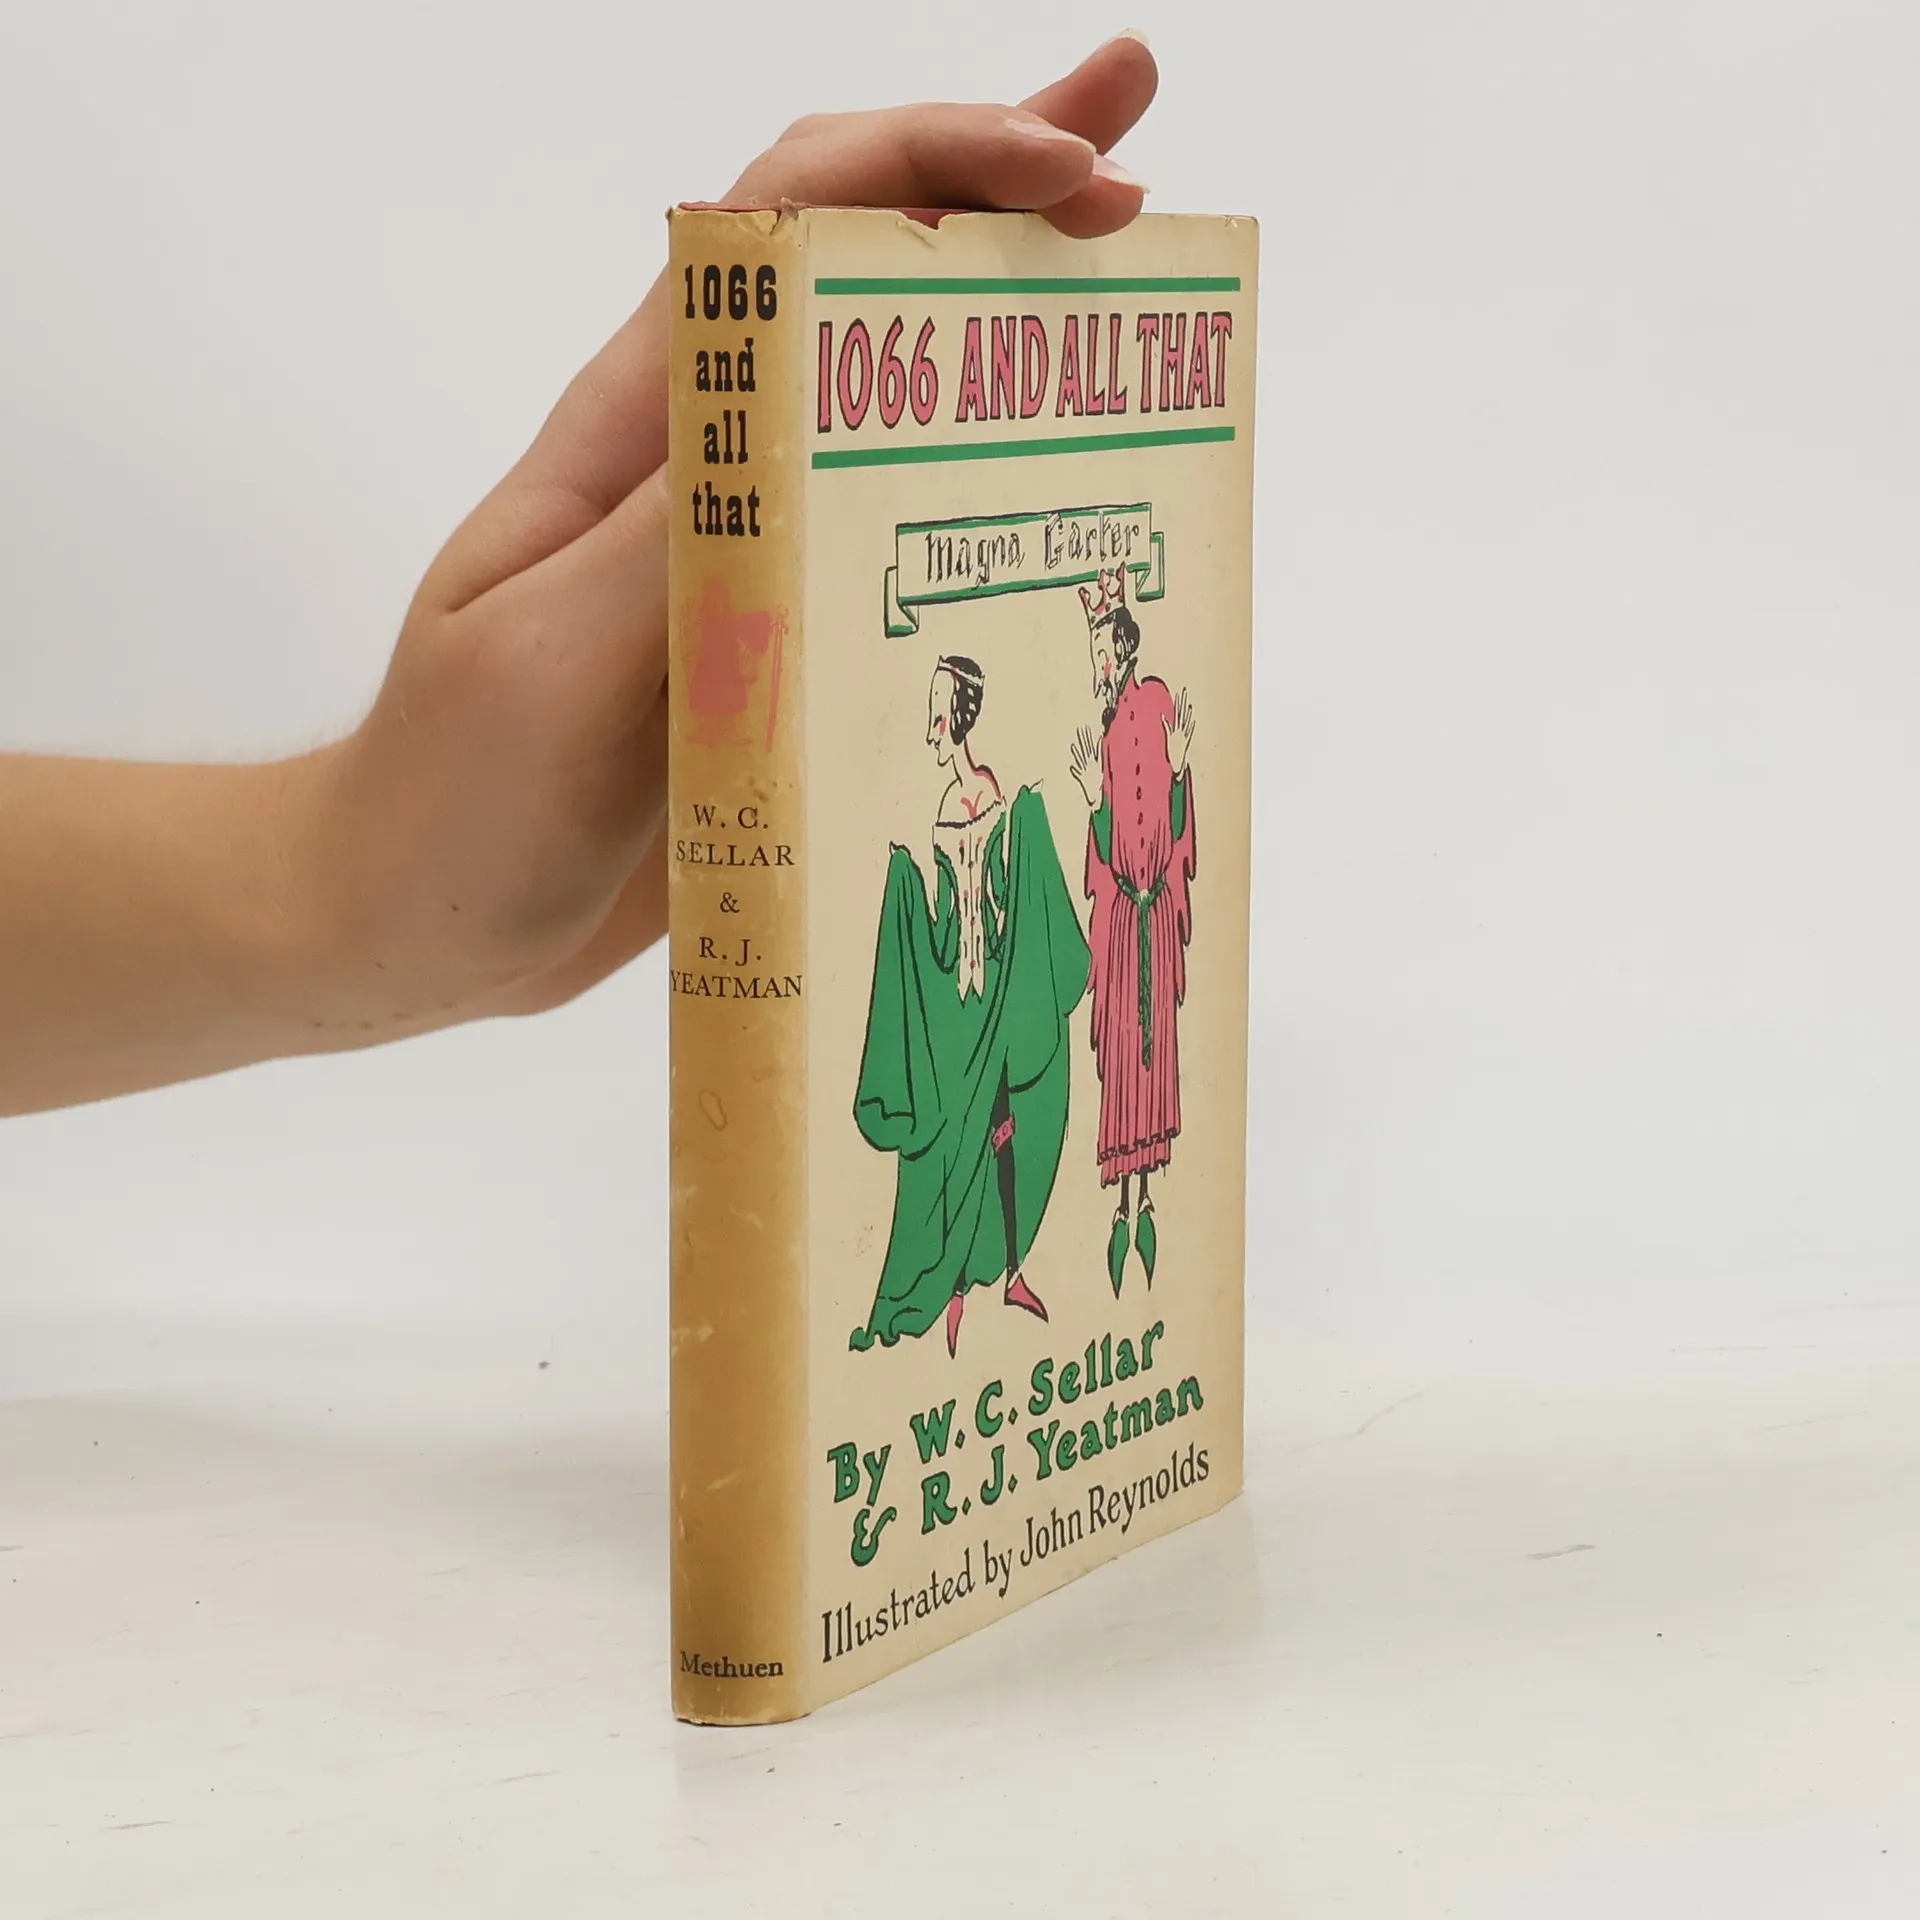 1066
and
all
that
W. C.
SELLAR
&
R. J.
YEATMAN
Methuen
1066 AND ALL THAT
Magna Garter
By W. C. Sellar
& R. J. Yeatman
Illustrated by John Reynolds